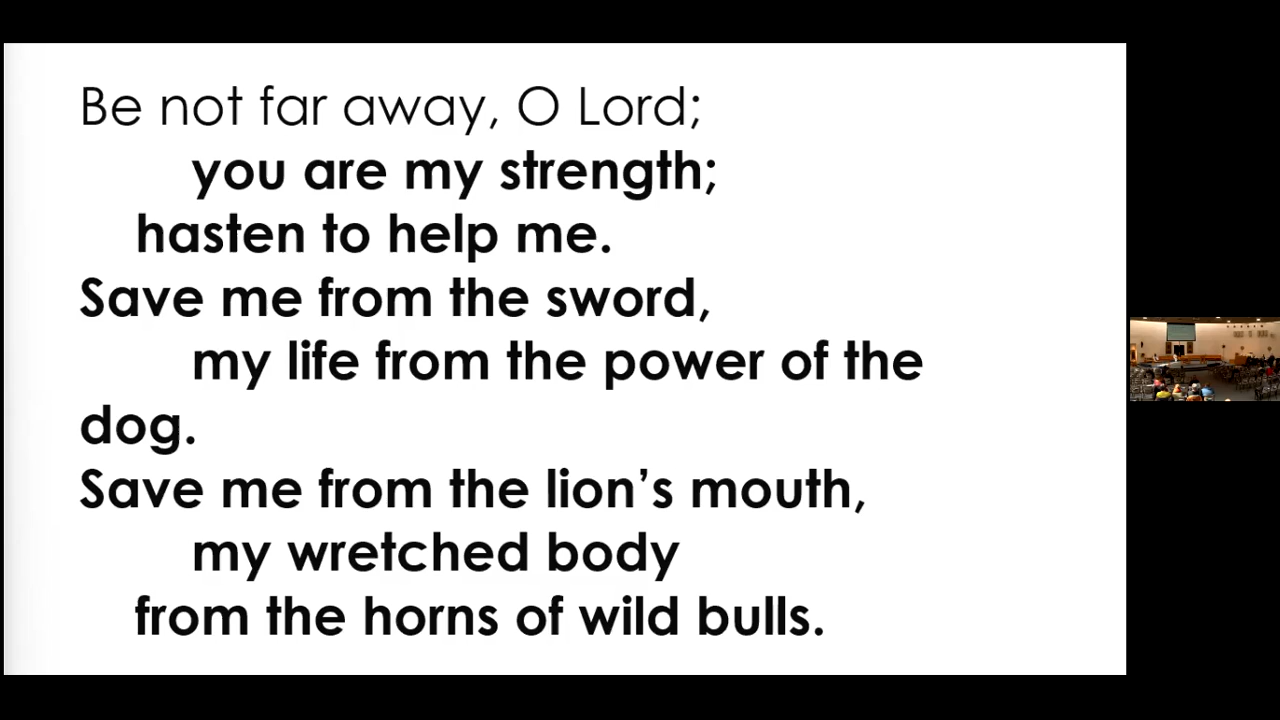 Be not far away, O Lord;
you are my strength;
hasten to help me.
Save me from the sword,
my life from the power of the
dog.
Save me from the lion’s mouth,
my wretched body
from the horns of wild bulls.